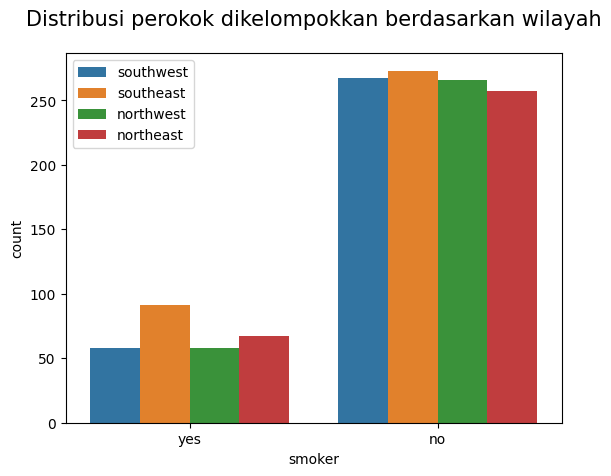 Distribusi perokok dikelompokkan berdasarkan wilayah
southwest
southeast
northwest
northeast
count
250
200
150
100
50
0
yes
no
smoker